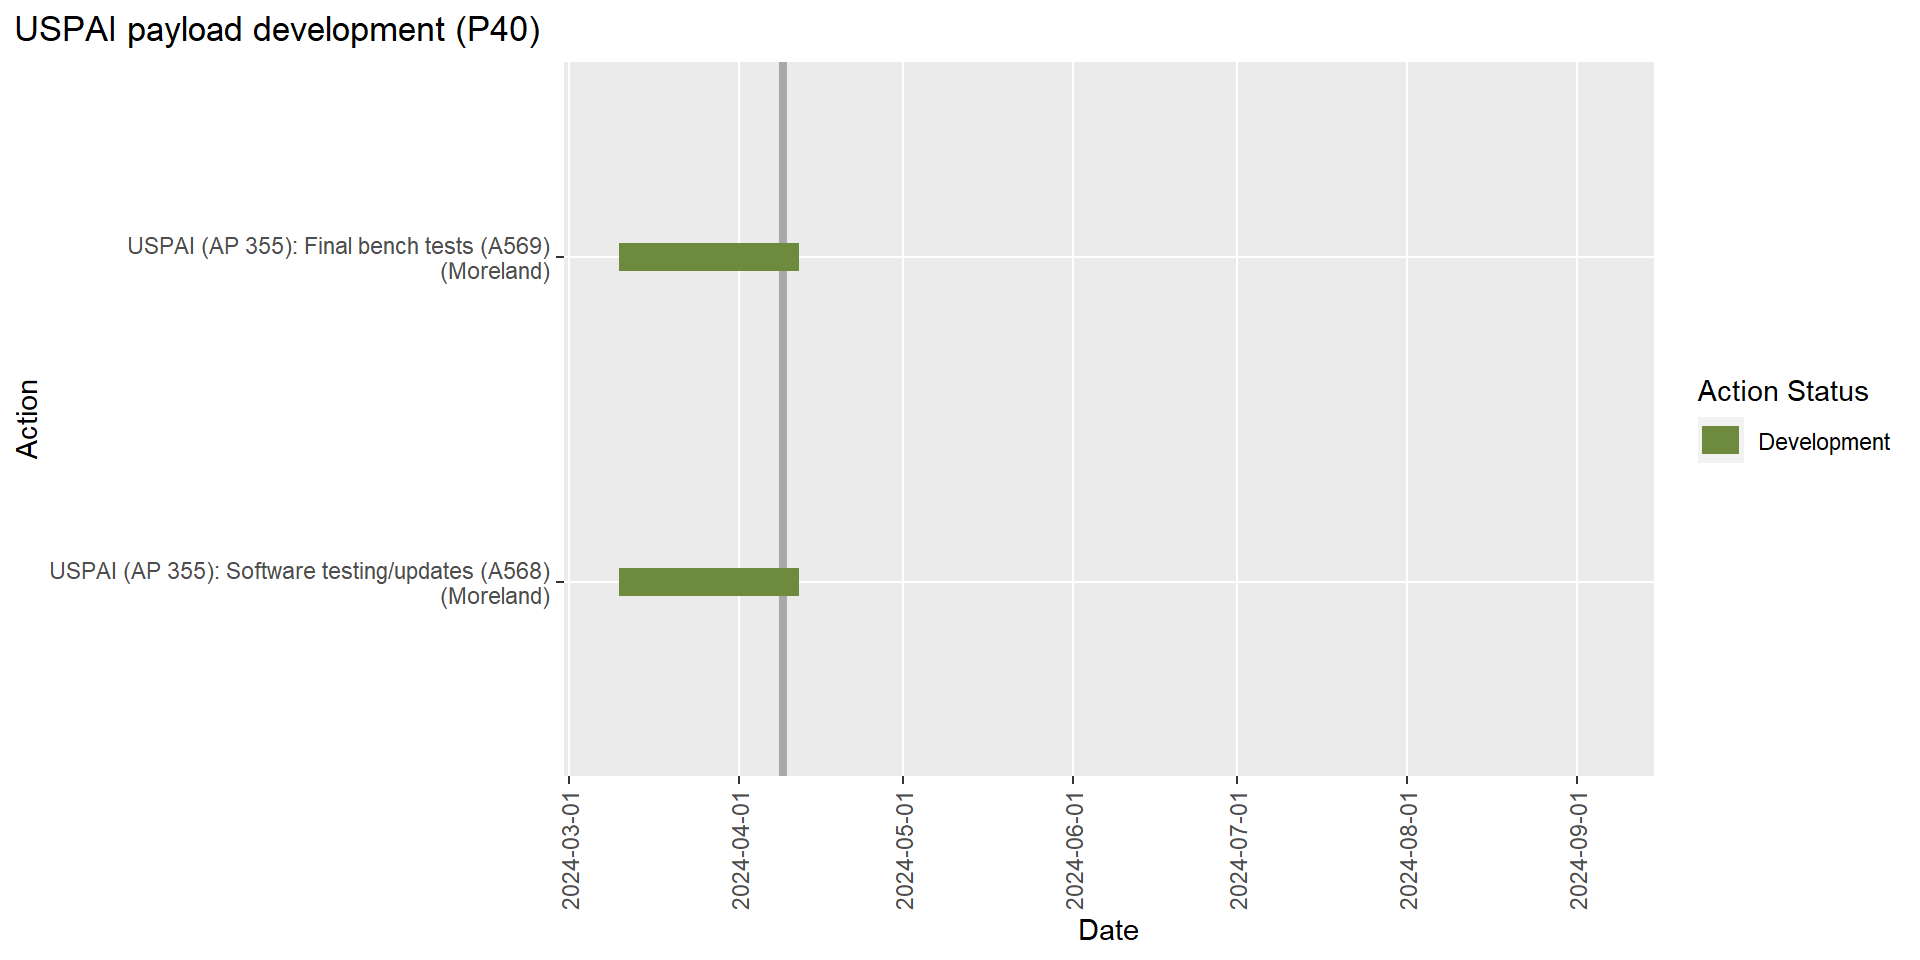 USPAI payload development (P40)
USPAI (AP 355): Final bench tests (A569)
(Moreland)
Action
USPAI (AP 355): Software testing/updates (A568)
(Moreland)
Action Status
Development
2024-03-01
2024-04-01
2024-05-01
2024-06-01
2024-07-01
2024-08-01
2024-09-01
Date